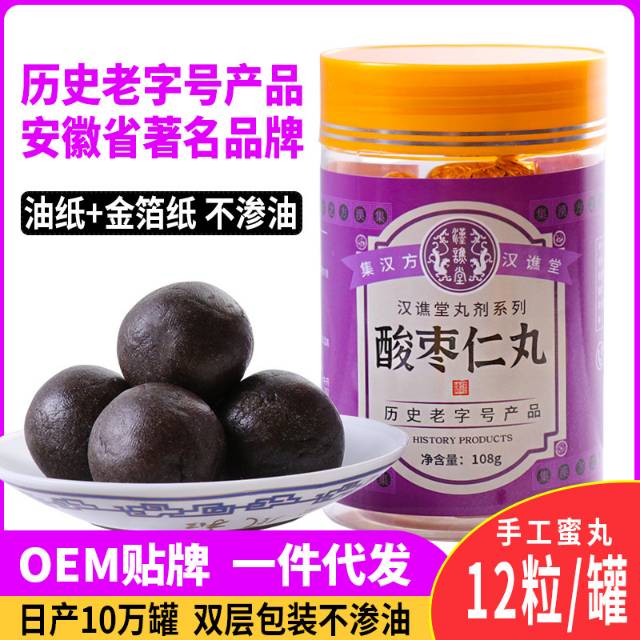 历史老字号产品
安徽省著名品牌
油纸+金箔纸 不渗油
集汉方
汉谯堂
汉谯堂丸剂系列
酸枣仁丸
历史老字号产品
HISTORY PRODUCTS
净含量：108g
OEM贴牌 一件代发
日产10万罐 双层包装不渗油
手工蜜丸
12粒/罐